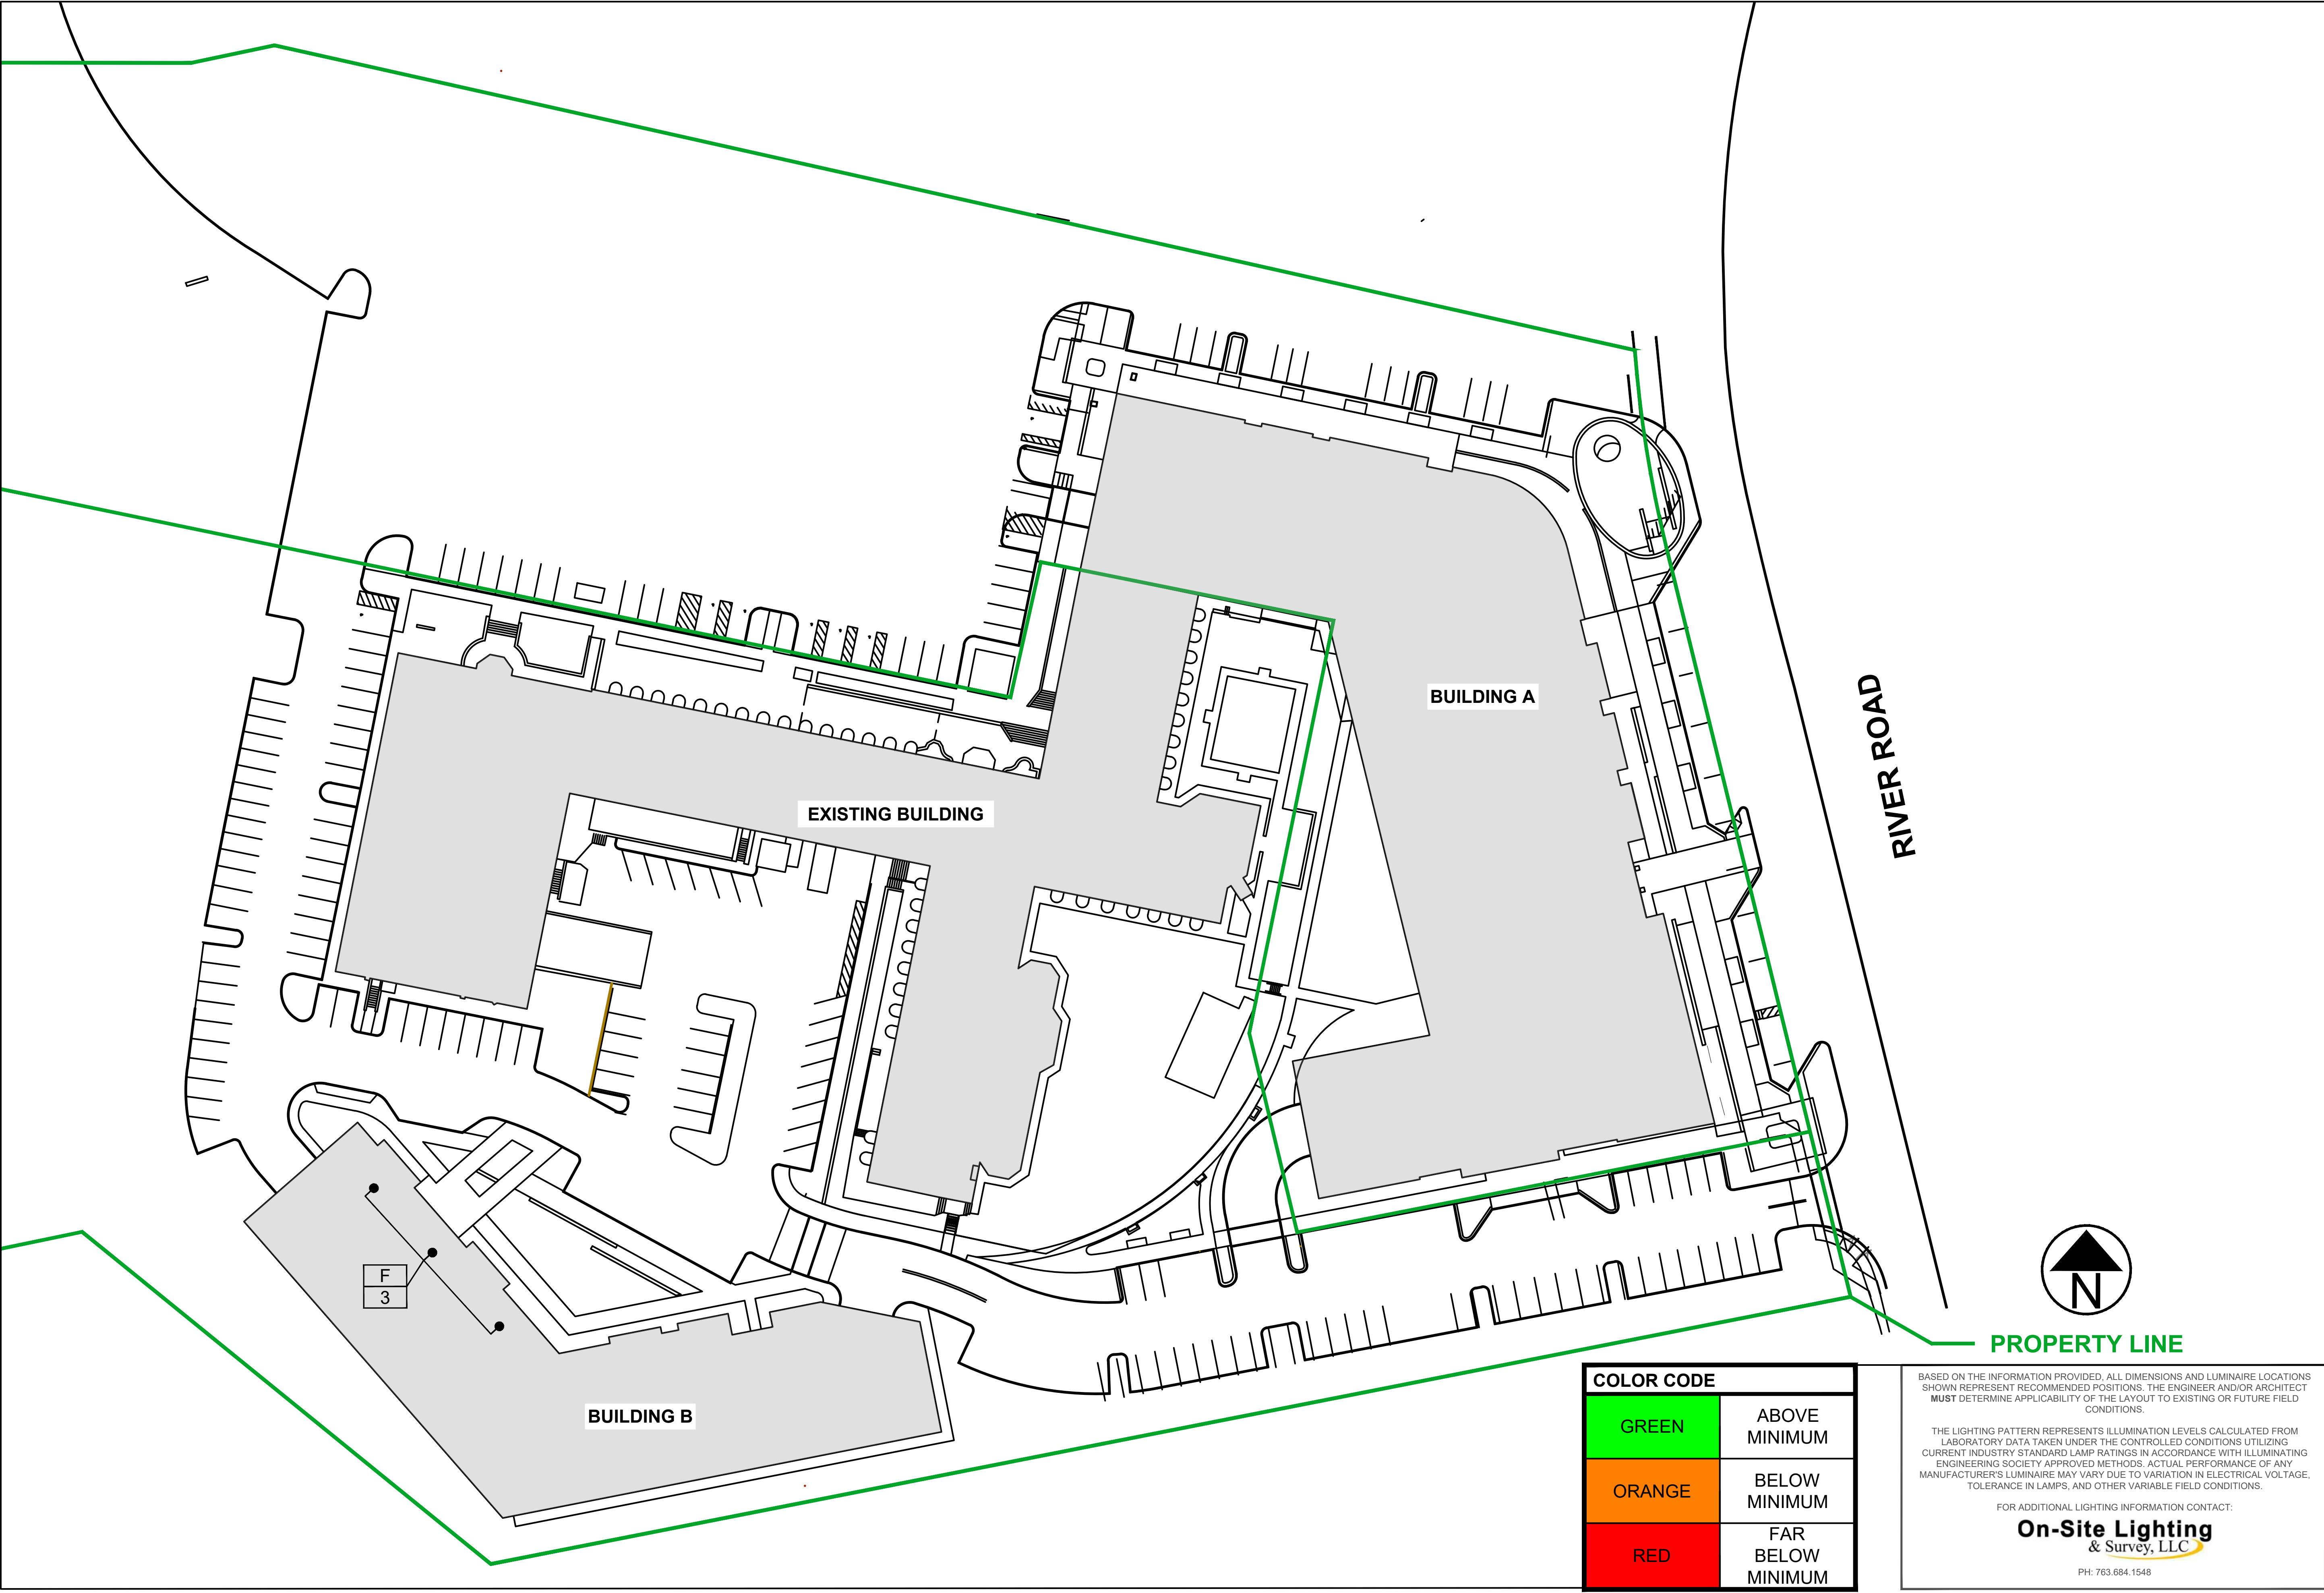 BUILDING A
RIVER ROAD
EXISTING BUILDING
F
3
N
PROPERTY LINE
BUILDING B
COLOR CODE
GREEN
ABOVE
MINIMUM
ORANGE
BELOW
MINIMUM
RED
FAR
BELOW
MINIMUM
BASED ON THE INFORMATION PROVIDED, ALL DIMENSIONS AND LUMINAIRE LOCATIONS
SHOWN REPRESENT RECOMMENDED POSITIONS. THE ENGINEER AND/OR ARCHITECT
MUST DETERMINE APPLICABILITY OF THE LAYOUT TO EXISTING OR FUTURE FIELD
CONDITIONS.
THE LIGHTING PATTERN REPRESENTS ILLUMINATION LEVELS CALCULATED FROM
LABORATORY DATA TAKEN UNDER THE CONTROLLED CONDITIONS UTILIZING
CURRENT INDUSTRY STANDARD LAMP RATINGS IN ACCORDANCE WITH ILLUMINATING
ENGINEERING SOCIETY APPROVED METHODS. ACTUAL PERFORMANCE OF ANY
MANUFACTURER'S LUMINAIRE MAY VARY DUE TO VARIATION IN ELECTRICAL VOLTAGE,
TOLERANCE IN LAMPS, AND OTHER VARIABLE FIELD CONDITIONS.
FOR ADDITIONAL LIGHTING INFORMATION CONTACT:
On-Site Lighting
& Survey, LLC
PH: 763.684.1548